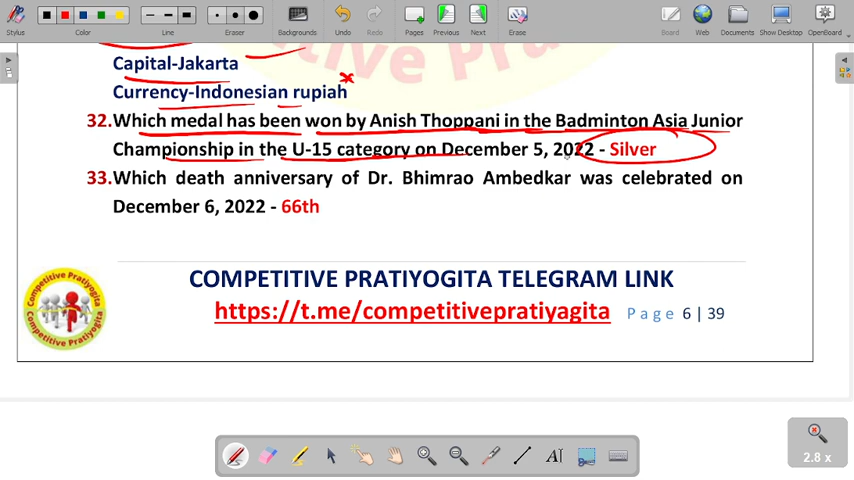 Stylus
Color
Line
Eraser
Backgrounds
Undo
Redo
Pages
Previous
Next
Erase
Board
Web
Documents
Show Desktop
OpenBoard
Capital-Jakarta
Currency-Indonesian rupiah
32.Which medal has been won by Anish Thoppani in the Badminton Asia Junior
Championship in the U-15 category on December 5, 2022 - Silver
33.Which death anniversary of Dr. Bhimrao Ambedkar was celebrated on
December 6, 2022 - 66th
Competitive Pratiyogita
Competitive Pratiyogita
COMPETITIVE PRATIYOGITA TELEGRAM LINK
https://t.me/competitivepratiyagita Page 6 | 39
2.8 x